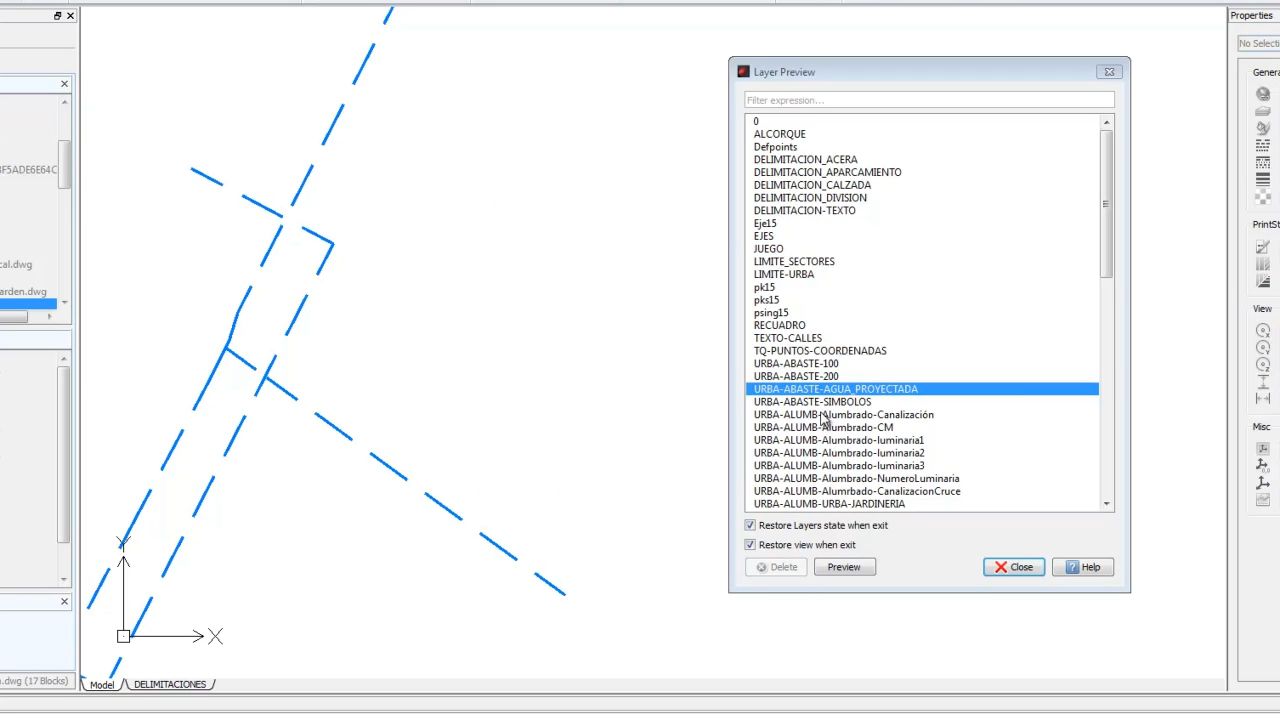 Properties
Layer Preview
No Selecti
Genera
Filter expression...
0
ALCORQUE
Defpoints
DELIMITACION_ACERA
DELIMITACION_APARCAMIENTO
DELIMITACION_CALZADA
DELIMITACION_DIVISION
DELIMITACION-TEXTO
Eje15
EJES
JUEGO
LIMITE_SECTORES
LIMITE-URBA
pk15
pks15
psing15
RECUADRO
TEXTO-CALLES
TQ-PUNTOS-COORDENADAS
URBA-ABASTE-100
URBA-ABASTE-200
URBA-ABASTE-AGUA_PROYECTADA
URBA-ABASTE-SIMBOLOS
URBA-ALUMB-Alumbrado-Canalización
URBA-ALUMB-Alumbrado-CM
URBA-ALUMB-Alumbrado-luminaria1
URBA-ALUMB-Alumbrado-luminaria2
URBA-ALUMB-Alumbrado-luminaria3
URBA-ALUMB-Alumbrado-NumeroLuminaria
URBA-ALUMB-Alumrbado-CanalizacionCruce
URBA-ALUMB-URBA-JARDINERIA
Restore Layers state when exit
Restore view when exit
Delete
Preview
Close
Help
PrintSt
View
Misc
F5ADE6E64C
cal.dwg
arden.dwg
.dwg (17 Blocks)
Y
X
Model
DELIMITACIONES